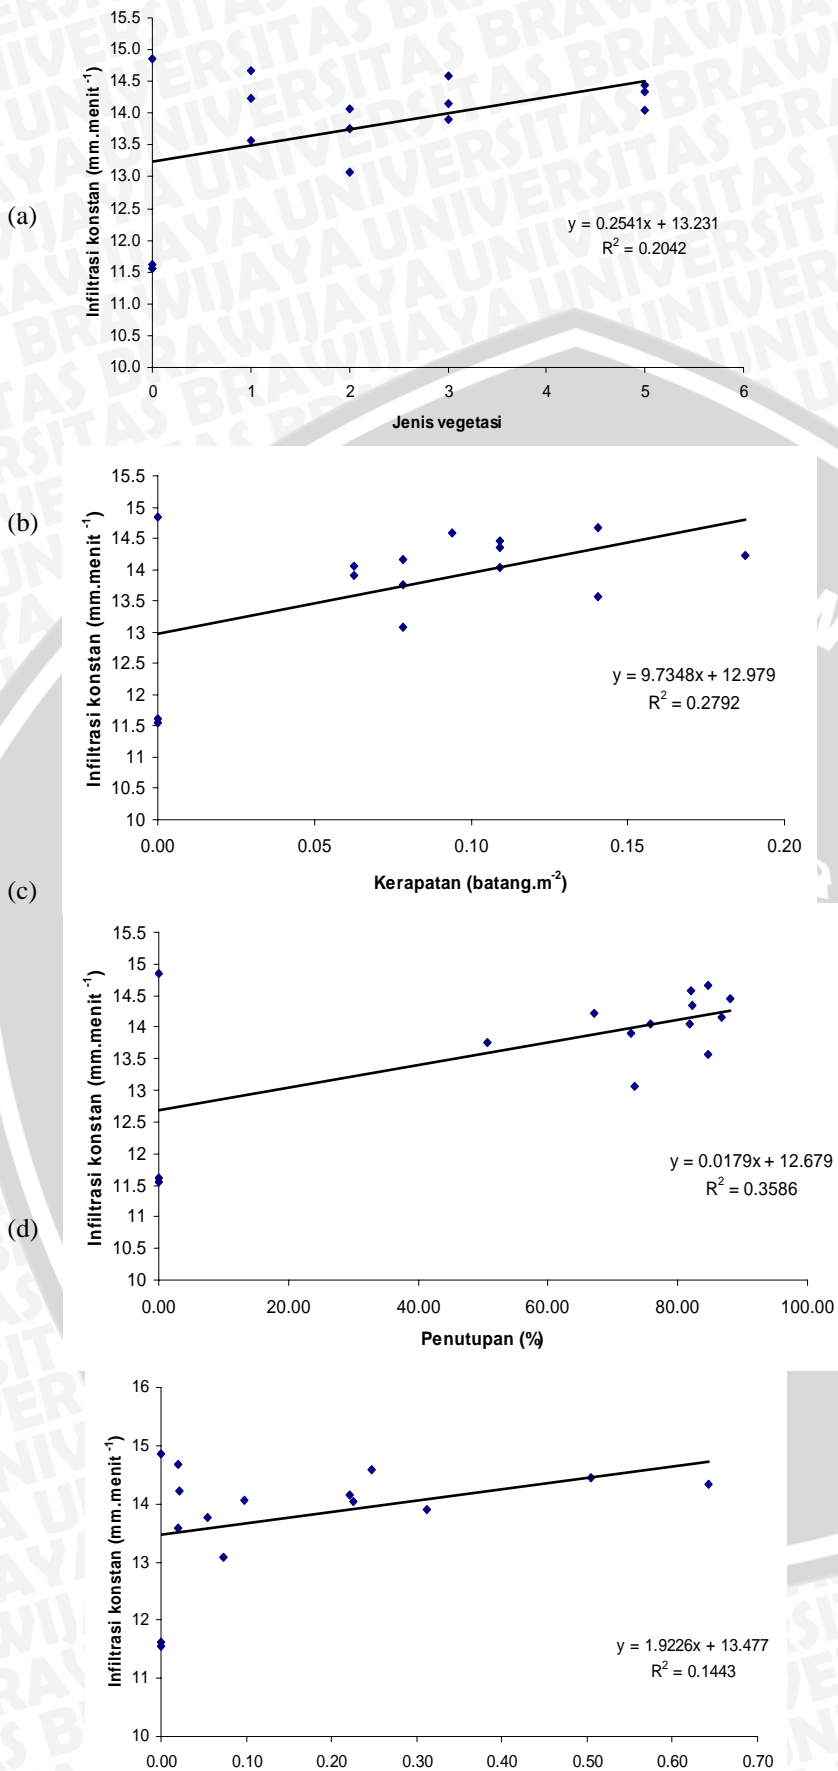 15.5
15.0
14.5
14.0
13.5
13.0
12.5
12.0
11.5
11.0
10.5
10.0
Infiltrasi konstan (mm.menit -1)
(a)
y = 0.2541x + 13.231
R2 = 0.2042
0 1 2 3 4 5 6
Jenis vegetasi
(b)
15.5
15
14.5
14
13.5
13
12.5
12
11.5
11
10.5
10
Infiltrasi konstan (mm.menit -1)
y = 9.7348x + 12.979
R2 = 0.2792
0.00 0.05 0.10 0.15 0.20
Kerapatan (batang.m-2)
(c)
15.5
15
14.5
14
13.5
13
12.5
12
11.5
11
10.5
10
Infiltrasi konstan (mm.menit -1)
y = 0.0179x + 12.679
R2 = 0.3586
(d)
0.00 20.00 40.00 60.00 80.00 100.00
Penutupan (%)
16
15
14
13
12
11
10
Infiltrasi konstan (mm.menit -1)
y = 1.9226x + 13.477
R2 = 0.1443
0.00 0.10 0.20 0.30 0.40 0.50 0.60 0.70